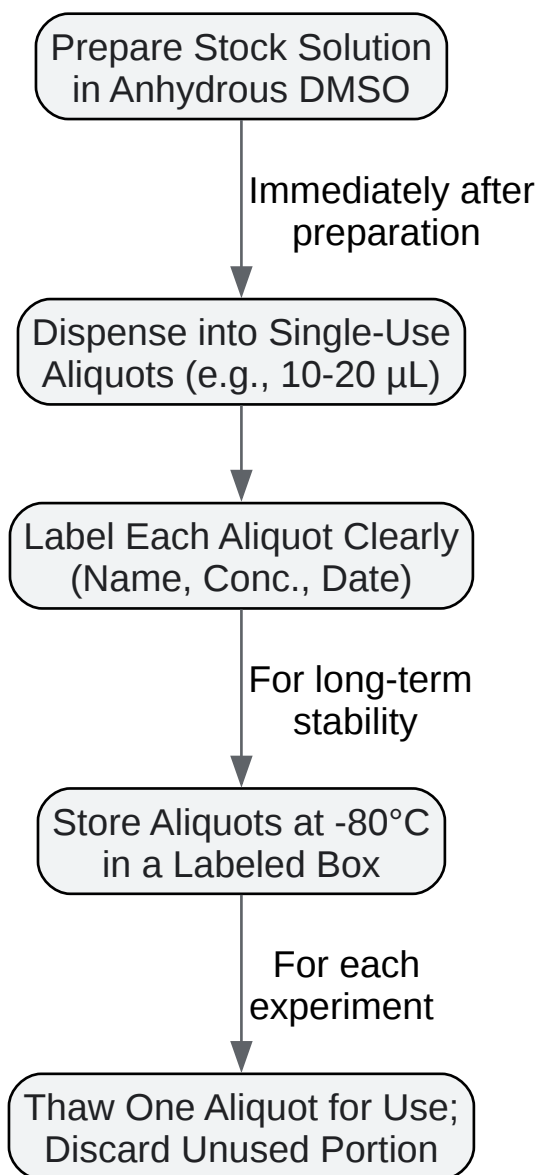 Prepare Stock Solution
in Anhydrous DMSO
Immediately after
preparation
Dispense into Single-Use
Aliquots (e.g., 10-20 µL)
Label Each Aliquot Clearly
(Name, Conc., Date)
For long-term
stability
Store Aliquots at -80°C
in a Labeled Box
For each
experiment
Thaw One Aliquot for Use;
Discard Unused Portion